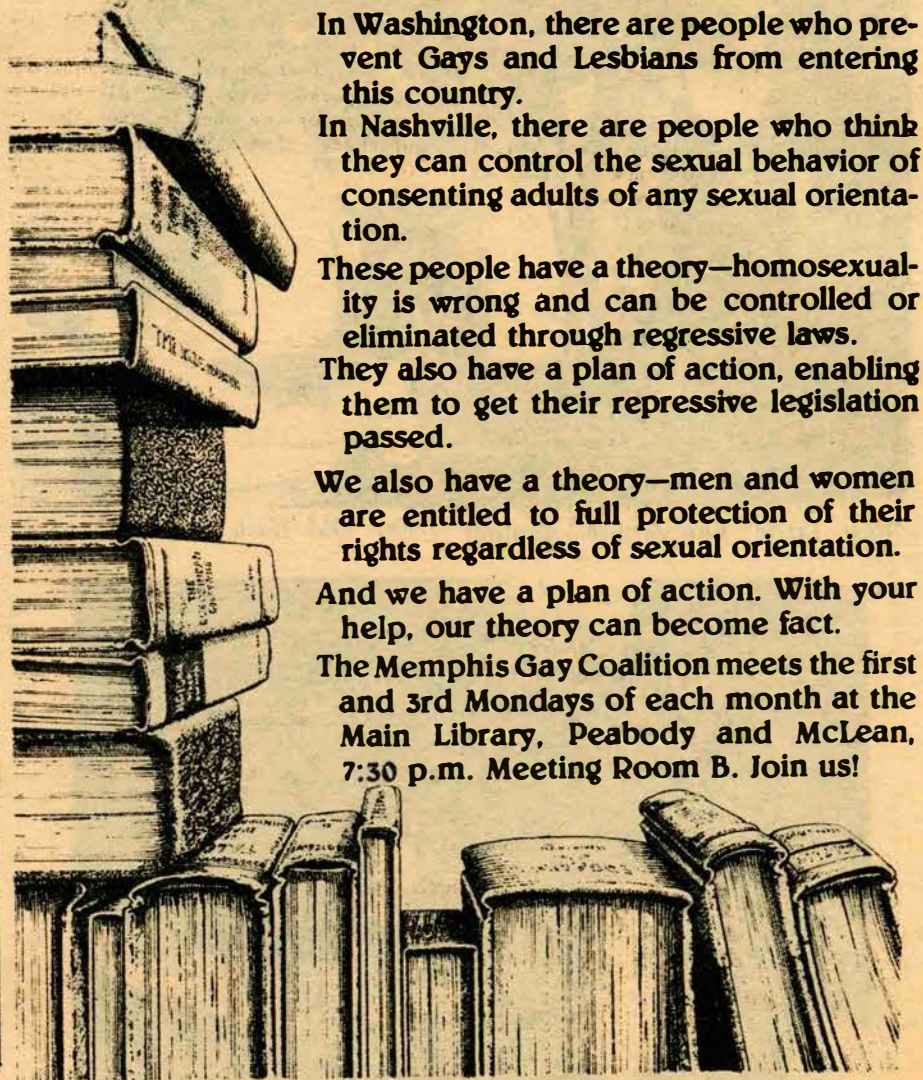 In Washington, there are people who pre-
vent Gays and Lesbians from entering
this country.
In Nashville, there are people who think
they can control the sexual behavior of
consenting adults of any sexual orienta-
tion.
These people have a theory—homosexual-
ity is wrong and can be controlled or
eliminated through regressive laws.
They also have a plan of action, enabling
them to get their repressive legislation
passed.
We also have a theory—men and women
are entitled to full protection of their
rights regardless of sexual orientation.
And we have a plan of action. With your
help, our theory can become fact.
The Memphis Gay Coalition meets the first
and 3rd Mondays of each month at the
Main Library, Peabody and McLean,
7:30 p.m. Meeting Room B. Join us!